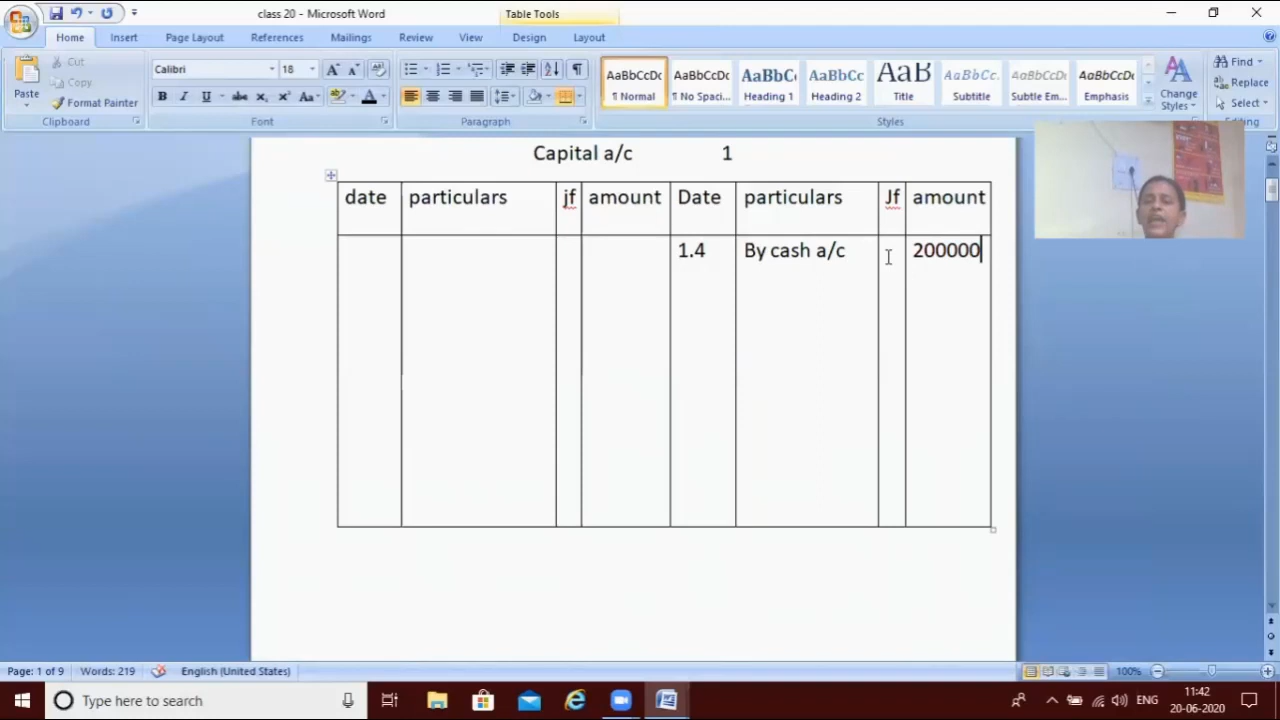 class 20 - Microsoft Word
Table Tools
Home Insert Page Layout References Mailings Review View Design Layout
Paste
Cut
Copy
Format Painter
Clipboard
Calibri 18
Font
Paragraph
AaBbCcDc AaBbCcDc AaBbC( AaBbCc AaB AaBbCc. AaBbCcDc AaBbCcDc
¶ Normal ¶ No Spaci... Heading 1 Heading 2 Title Subtitle Subtle Em... Emphasis
Change Styles
Styles
Find
Replace
Select
Editing
Capital a/c 1
date particulars jf amount Date particulars Jf amount
1.4 By cash a/c 200000
Page: 1 of 9 Words: 219 English (United States) 100%
Type here to search
ENG
11:42
20-06-2020